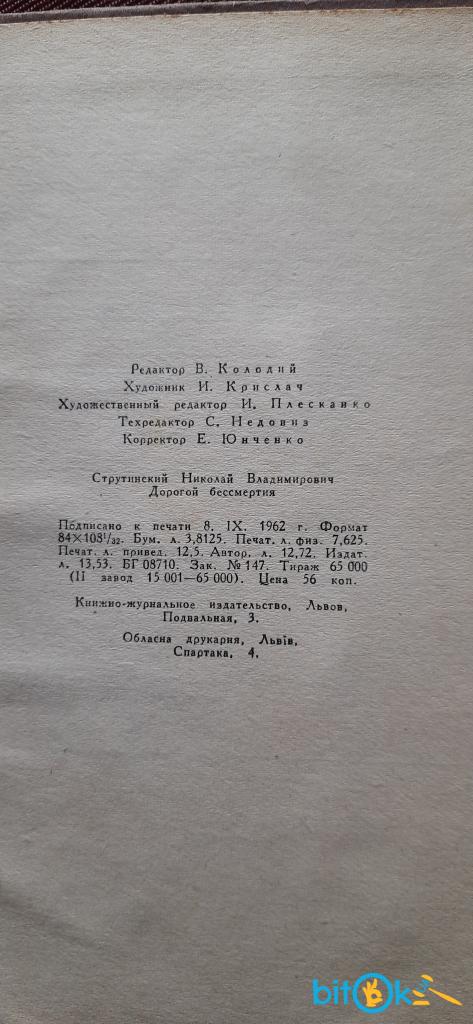 Редактор В. Колодий
Художник И. Крислач
Художественный редактор И. Плесканко
Техредактор С. Недовиз
Корректор Е. Юнченко
Струтинский Николай Владимирович
Дорогой бессмертия
Подписано к печати 8. IX. 1962 г. Формат
84×108¹/₃₂. Бум. л. 3,8125. Печат. л. физ. 7,625.
Печат. л. привед. 12,5. Автор. л. 12,72. Издат.
л. 13,53. БГ 08710. Зак. № 147. Тираж 65 000
(II завод 15 001—65 000). Цена 56 коп.
Книжно-журнальное издательство, Львов,
Подвальная, 3.
Обласна друкарня, Львів,
Спартака, 4.
bitOk